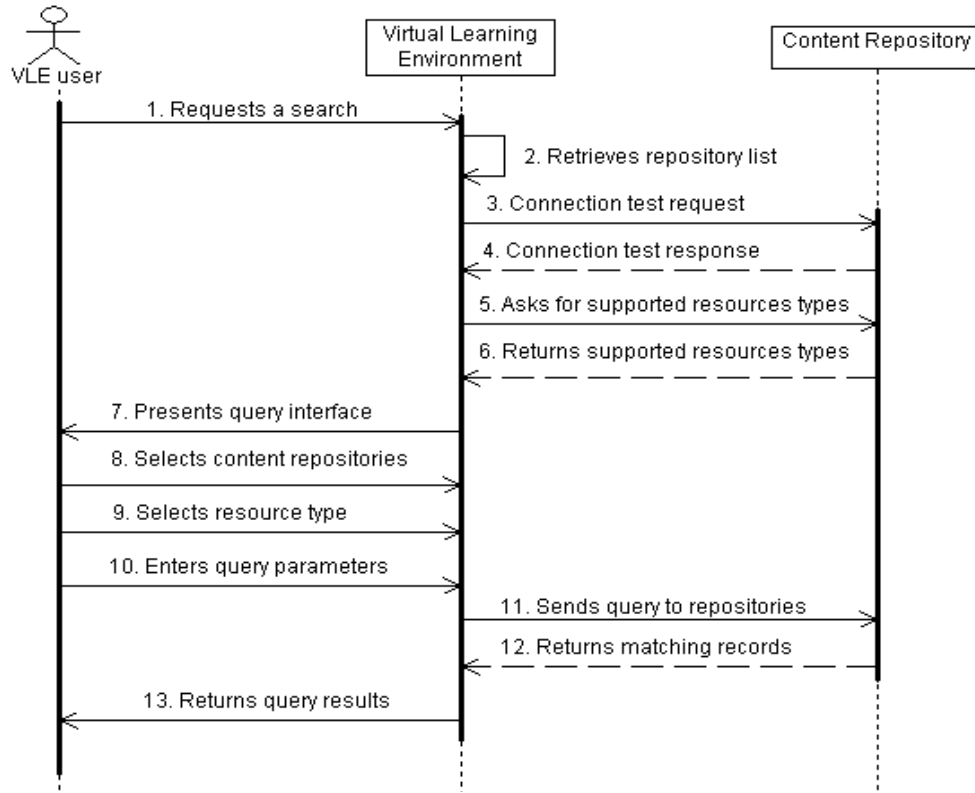 VLE user
Virtual Learning
Environment
Content Repository
1. Requests a search
2. Retrieves repository list
3. Connection test request
4. Connection test response
5. Asks for supported resources types
6. Returns supported resources types
7. Presents query interface
8. Selects content repositories
9. Selects resource type
10. Enters query parameters
11. Sends query to repositories
12. Returns matching records
13. Returns query results